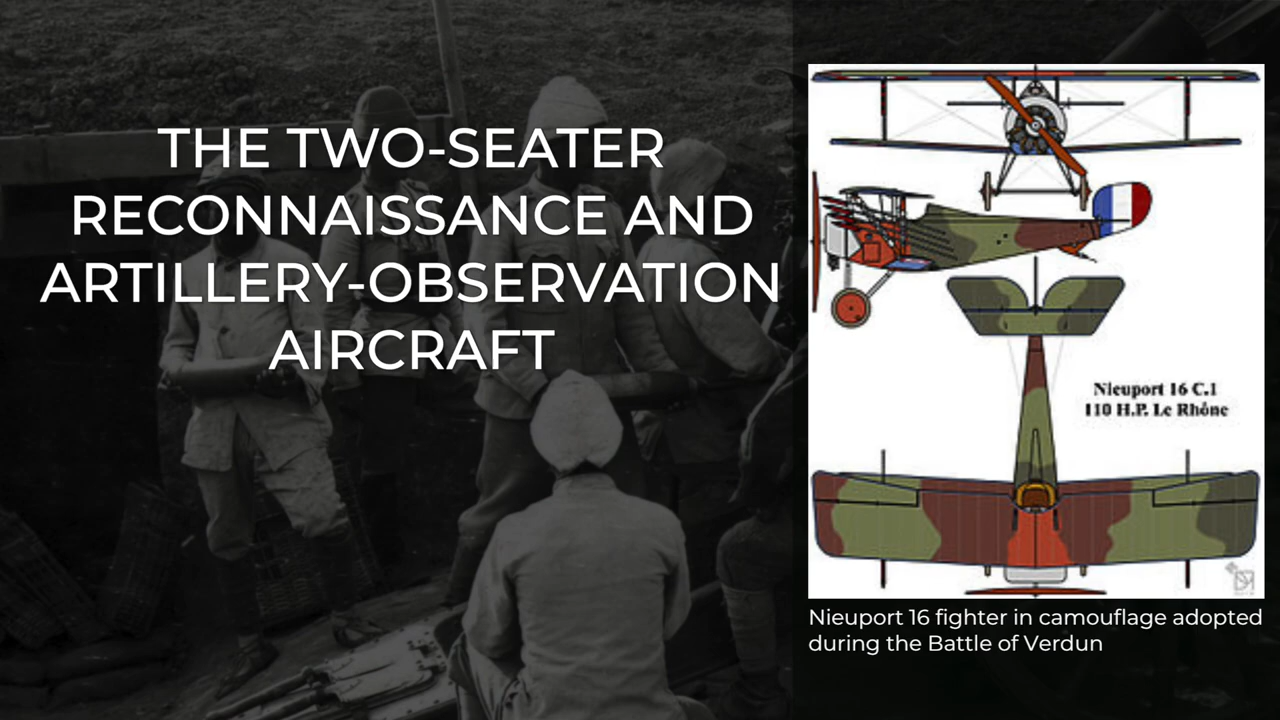 THE TWO-SEATER
RECONNAISSANCE AND
ARTILLERY-OBSERVATION
AIRCRAFT
Nieuport 16 C.1
110 H.P. Le Rhône
Nieuport 16 fighter in camouflage adopted
during the Battle of Verdun